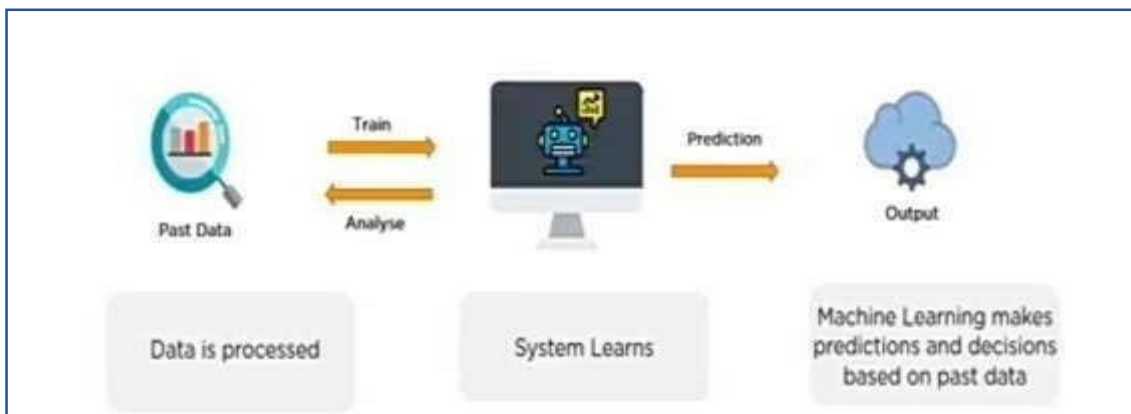 Train
Prediction
Past Data
Analyse
Output
Data is processed
System Learns
Machine Learning makes
predictions and decisions
based on past data